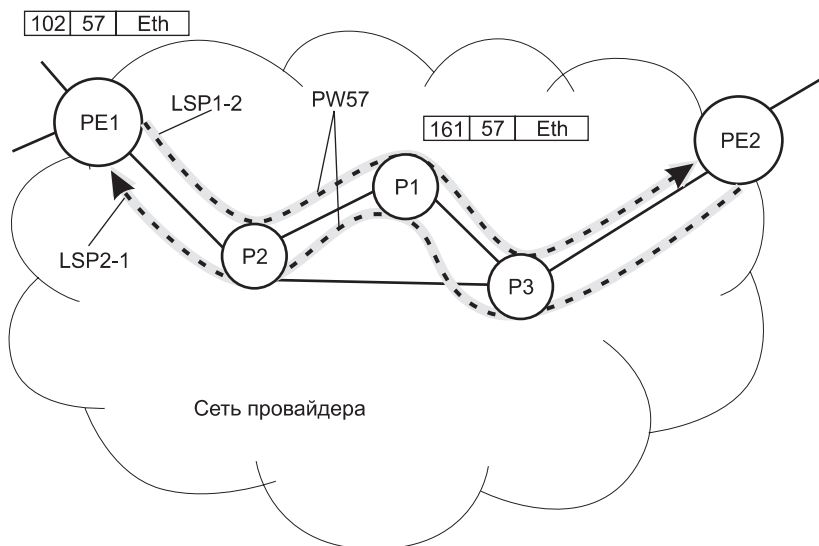 102 57 Eth
LSP1-2
PW57
161 57 Eth
PE1
PE2
P1
P2
LSP2-1
P3
Сеть провайдера